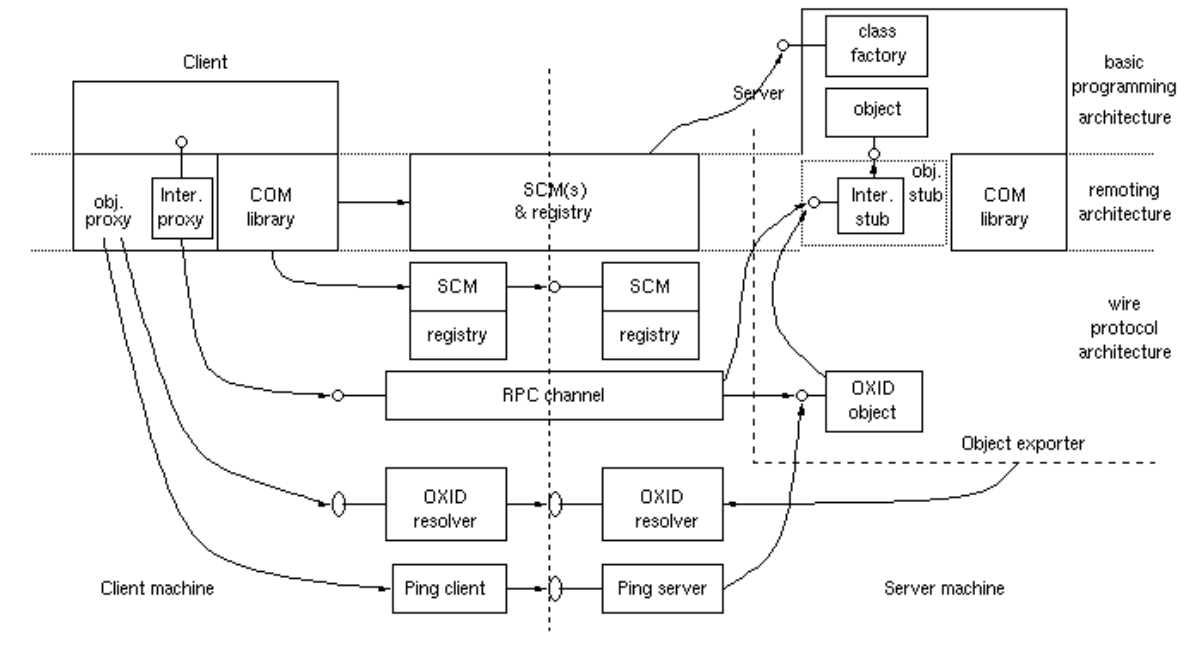 Client
class
factory
basic
programming
architecture
Server
object
obj.
proxy
Inter.
proxy
COM
library
SCM(s)
& registry
obj.
stub
Inter.
stub
COM
library
remoting
architecture
SCM
registry
SCM
registry
wire
protocol
architecture
RPC channel
OXID
object
Object exporter
OXID
resolver
OXID
resolver
Client machine
Ping client
Ping server
Server machine